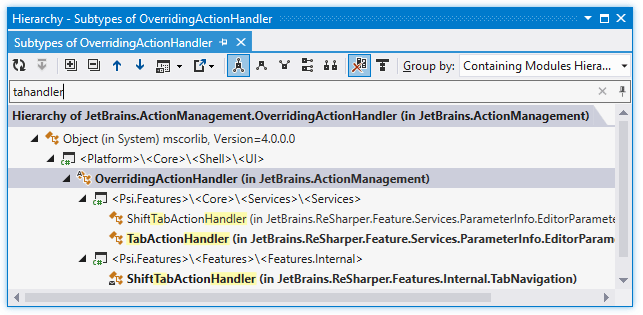 Hierarchy - Subtypes of OverridingActionHandler
Subtypes of OverridingActionHandler
Group by: Containing Modules Hiera...
tahandler
Hierarchy of JetBrains.ActionManagement.OverridingActionHandler (in JetBrains.ActionManagement)
Object (in System) mscorlib, Version=4.0.0.0
<Platform>\<Core>\<Shell>\<UI>
OverridingActionHandler (in JetBrains.ActionManagement)
<Psi.Features>\<Core>\<Services>\<Services>
ShiftTabActionHandler (in JetBrains.ReSharper.Feature.Services.ParameterInfo.EditorParame
TabActionHandler (in JetBrains.ReSharper.Feature.Services.ParameterInfo.EditorParam
<Psi.Features>\<Features>\<Features.Internal>
ShiftTabActionHandler (in JetBrains.ReSharper.Features.Internal.TabNavigation)